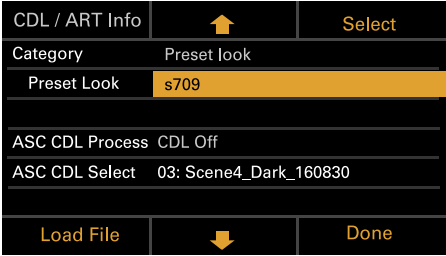 CDL / ART Info Select
Category Preset look
Preset Look s709
ASC CDL Process CDL Off
ASC CDL Select 03: Scene4_Dark_160830
Load File Done